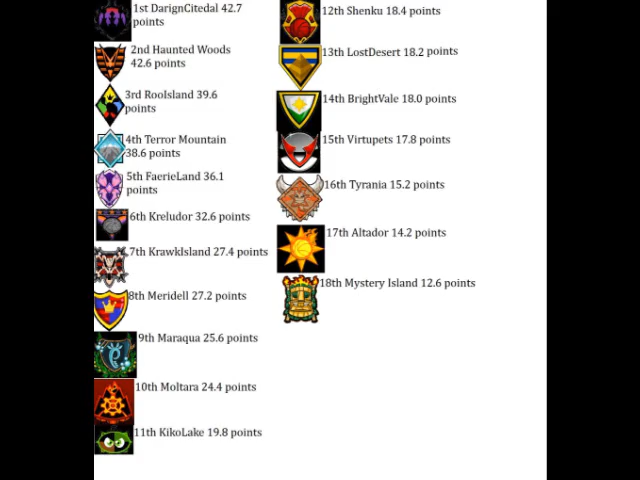 1st DarignCitedal 42.7
points
2nd Haunted Woods
42.6 points
3rd RooIsland 39.6
points
4th Terror Mountain
38.6 points
5th FaerieLand 36.1
points
6th Kreludor 32.6 points
7th KrawkIsland 27.4 points
8th Meridell 27.2 points
9th Maraqua 25.6 points
10th Moltara 24.4 points
11th KikoLake 19.8 points
12th Shenku 18.4 points
13th LostDesert 18.2 points
14th BrightVale 18.0 points
15th Virtupets 17.8 points
16th Tyrania 15.2 points
17th Altador 14.2 points
18th Mystery Island 12.6 points